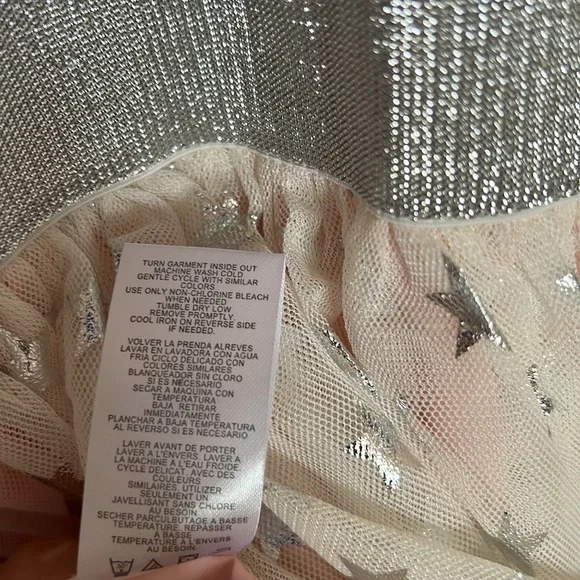 TURN GARMENT INSIDE OUT
MACHINE WASH COLD
GENTLE CYCLE WITH SIMILAR
COLORS
USE ONLY NON-CHLORINE BLEACH
WHEN NEEDED
TUMBLE DRY LOW
REMOVE PROMPTLY.
COOL IRON ON REVERSE SIDE
IF NEEDED.
VOLVER LA PRENDA ALREVES
LAVAR EN LAVADORA CON AGUA
FRIA CICLO DELICADO CON
COLORES SIMILARES
BLANQUEADOR SIN CLORO
SI ES NECESARIO
SECAR A MAQUINA CON
TEMPERATURA
BAJA RETIRAR
INMEDIATAMENTE
PLANCHAR A BAJA TEMPERATURA
AL REVERSO SI ES NECESARIO
LAVER AVANT DE PORTER
LAVER A L'ENVERS. LAVER A
LA MACHINE A L'EAU FROIDE.
CYCLE DELICAT. AVEC DES
COULEURS
SIMILAIRES. UTILIZER
SEULEMENT UN
JAVELLISANT SANS CHLORE
AU BESOIN.
SECHER PARCULBUTAGE A BASSE
TEMPERATURE. REPASSER
A BASSE
TEMPERATURE A L'ENVERS
AU BESOIN.